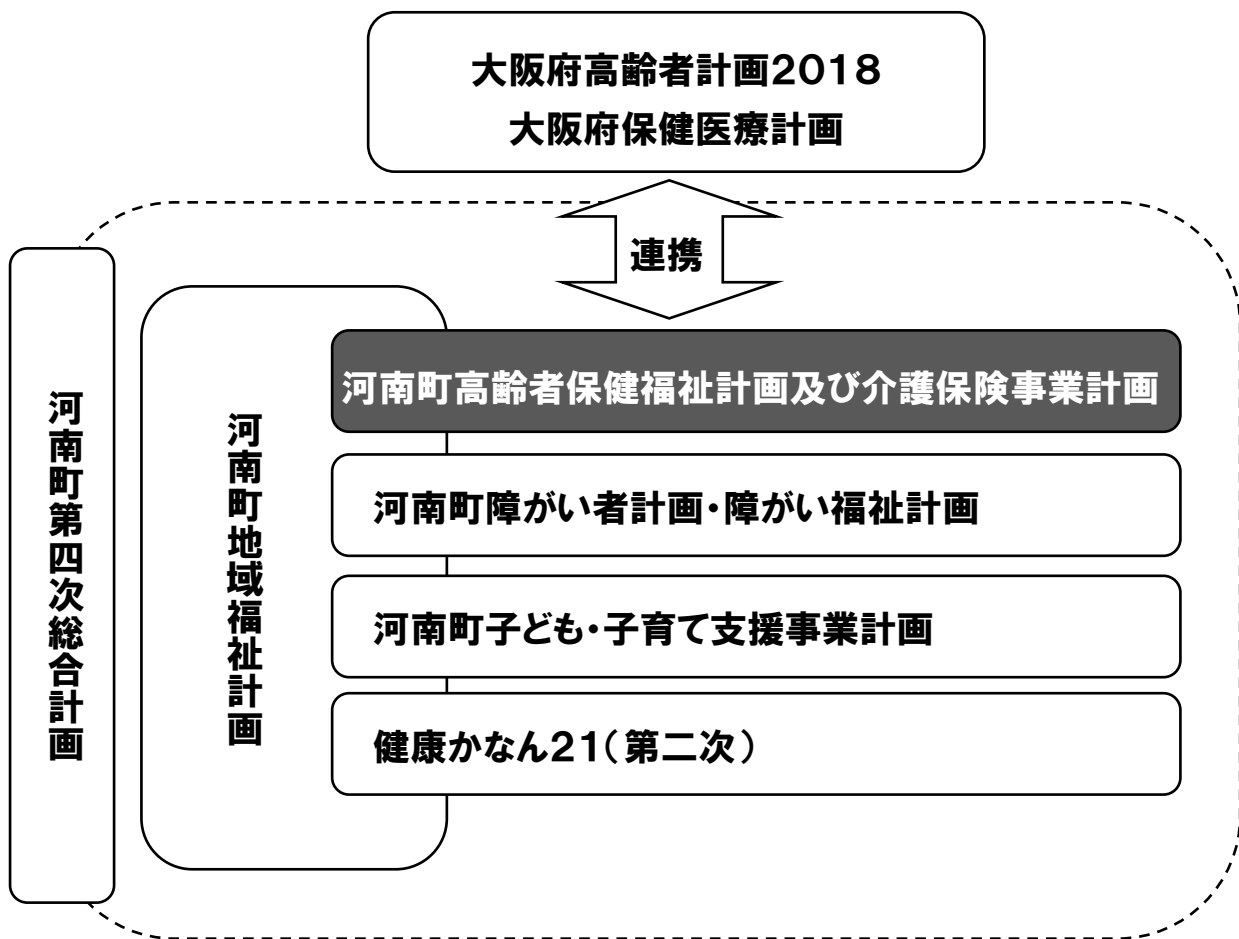 大阪府高齢者計画2018
大阪府保健医療計画
連携
河南町第四次総合計画
河南町地域福祉計画
河南町高齢者保健福祉計画及び介護保険事業計画
河南町障がい者計画・障がい福祉計画
河南町子ども・子育て支援事業計画
健康かなん21(第二次)